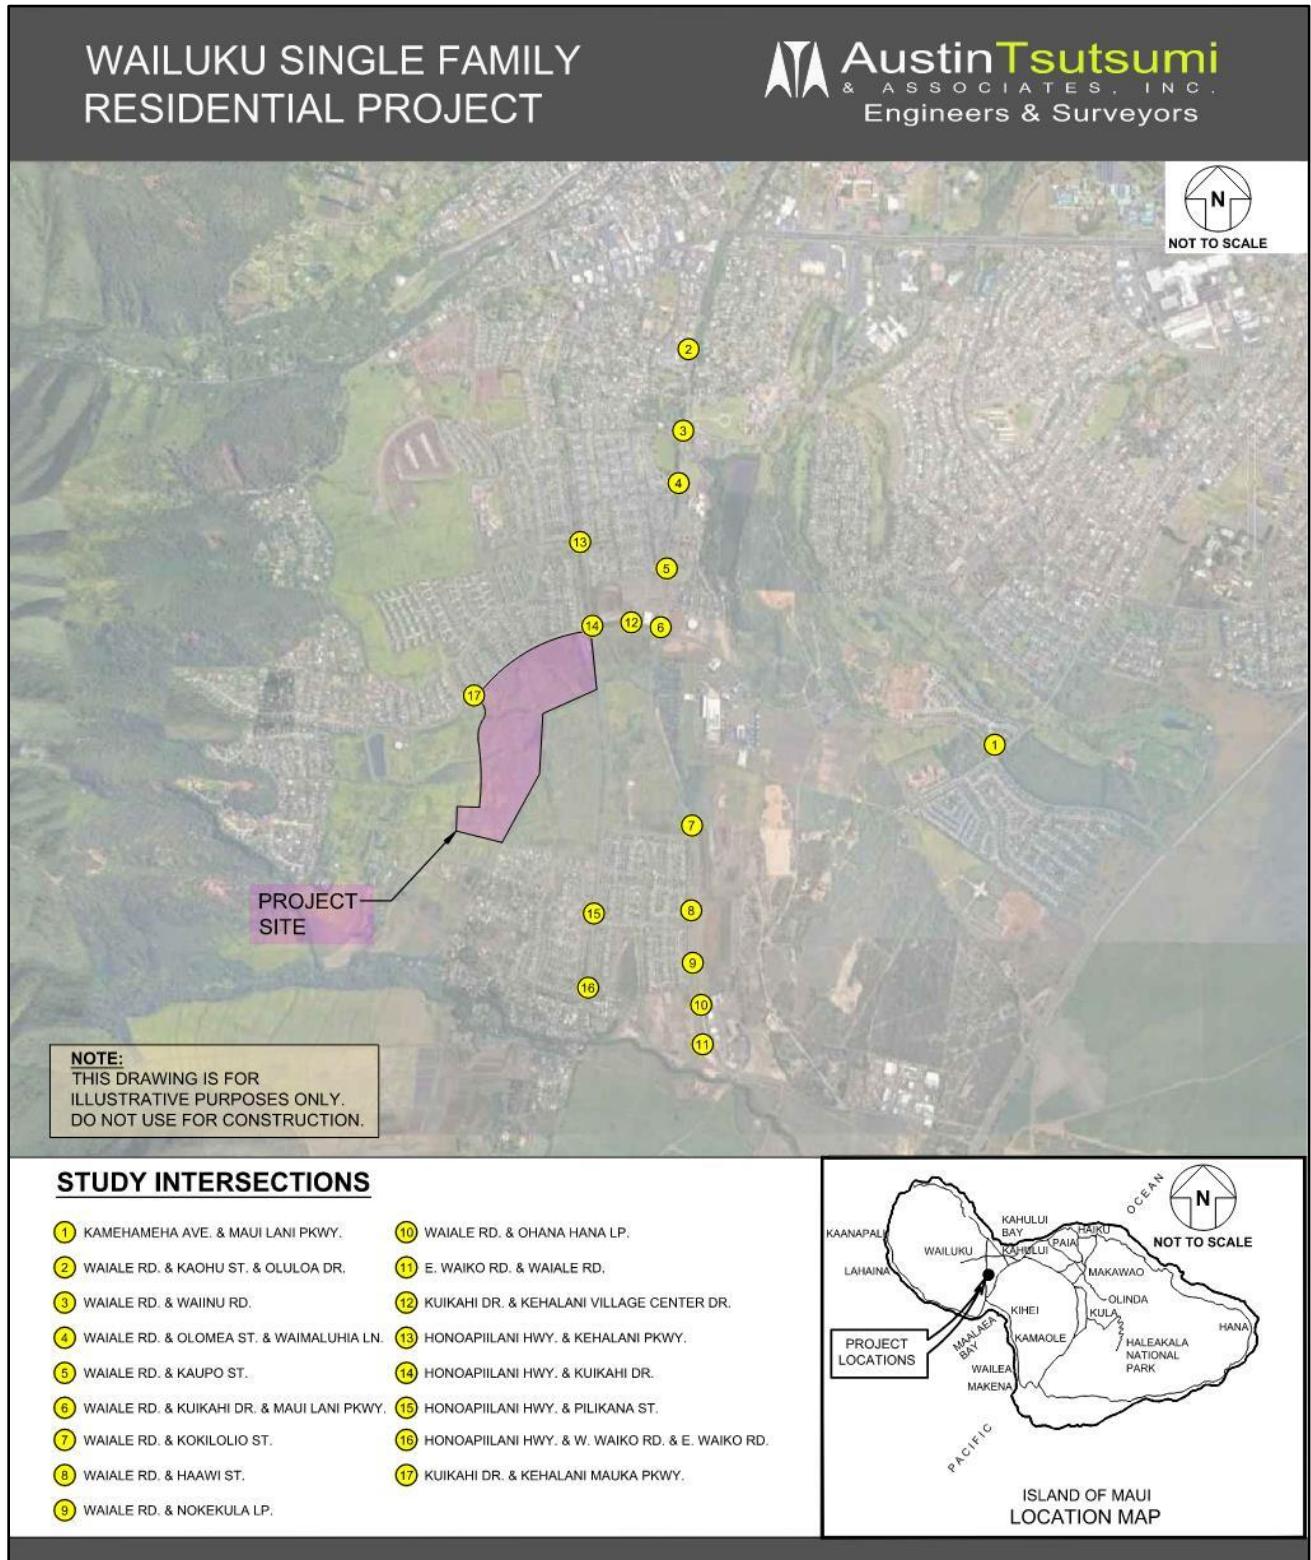 WAILUKU SINGLE FAMILY
RESIDENTIAL PROJECT
AustinTsutsumi
& ASSOCIATES, INC.
Engineers & Surveyors
N
NOT TO SCALE
2
3
4
13
5
12
14
6
17
1
7
PROJECT
SITE
8
15
9
16
10
11
NOTE:
THIS DRAWING IS FOR
ILLUSTRATIVE PURPOSES ONLY.
DO NOT USE FOR CONSTRUCTION.
STUDY INTERSECTIONS
1 KAMEHAMEHA AVE. & MAUI LANI PKWY.
2 WAIALE RD. & KAOHU ST. & OLULOA DR.
3 WAIALE RD. & WAIINU RD.
4 WAIALE RD. & OLOMEA ST. & WAIMALUHIA LN.
5 WAIALE RD. & KAUPO ST.
6 WAIALE RD. & KUIKAHI DR. & MAUI LANI PKWY.
7 WAIALE RD. & KOKILOLIO ST.
8 WAIALE RD. & HAAWI ST.
9 WAIALE RD. & NOKEKULA LP.
10 WAIALE RD. & OHANA HANA LP.
11 E. WAIKO RD. & WAIALE RD.
12 KUIKAHI DR. & KEHALANI VILLAGE CENTER DR.
13 HONOAPIILANI HWY. & KEHALANI PKWY.
14 HONOAPIILANI HWY. & KUIKAHI DR.
15 HONOAPIILANI HWY. & PILIKANA ST.
16 HONOAPIILANI HWY. & W. WAIKO RD. & E. WAIKO RD.
17 KUIKAHI DR. & KEHALANI MAUKA PKWY.
OCEAN
N
NOT TO SCALE
KAHULUI
BAY
KAANAPALI
HAIKU
PAIA
WAILUKU
KAHULUI
LAHAINA
MAKAWAO
OLINDA
KIHEI
KULA
HANA
MAALAEA
BAY
KAMAOLE
HALEAKALA
NATIONAL
PARK
PROJECT
LOCATIONS
WAILEA
MAKENA
PACIFIC
ISLAND OF MAUI
LOCATION MAP